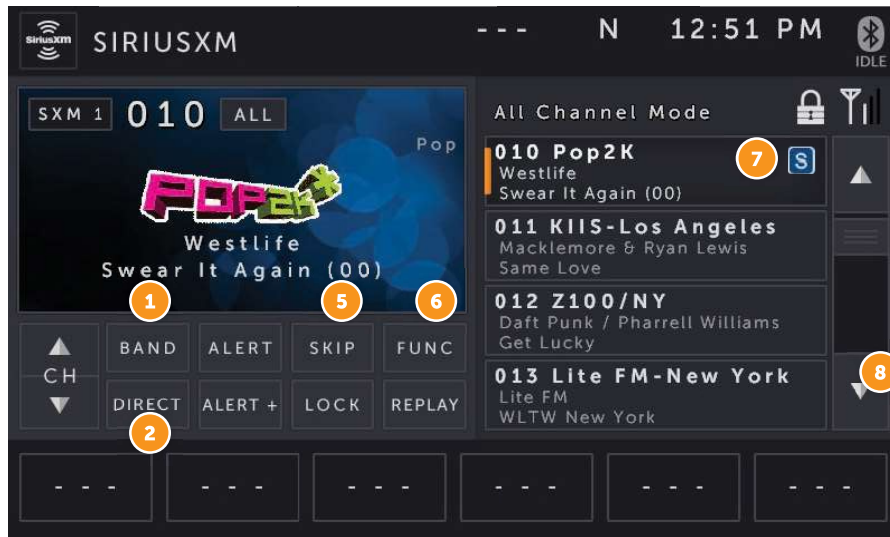 SiriusXM SIRIUSXM - - - N 12:51 PM
IDLE
SXM 1 010 ALL
Pop
POP2K
Westlife
Swear It Again (00)
All Channel Mode
010 Pop2K 7 S
Westlife
Swear It Again (00)
011 KIIS-Los Angeles
Macklemore & Ryan Lewis
Same Love
012 Z100/NY
Daft Punk / Pharrell Williams
Get Lucky
013 Lite FM-New York 8
Lite FM
WLTW New York
1 5 6
CH
BAND ALERT SKIP FUNC
DIRECT ALERT + LOCK REPLAY
2
- - - - - - - - - - - - - - - - - -